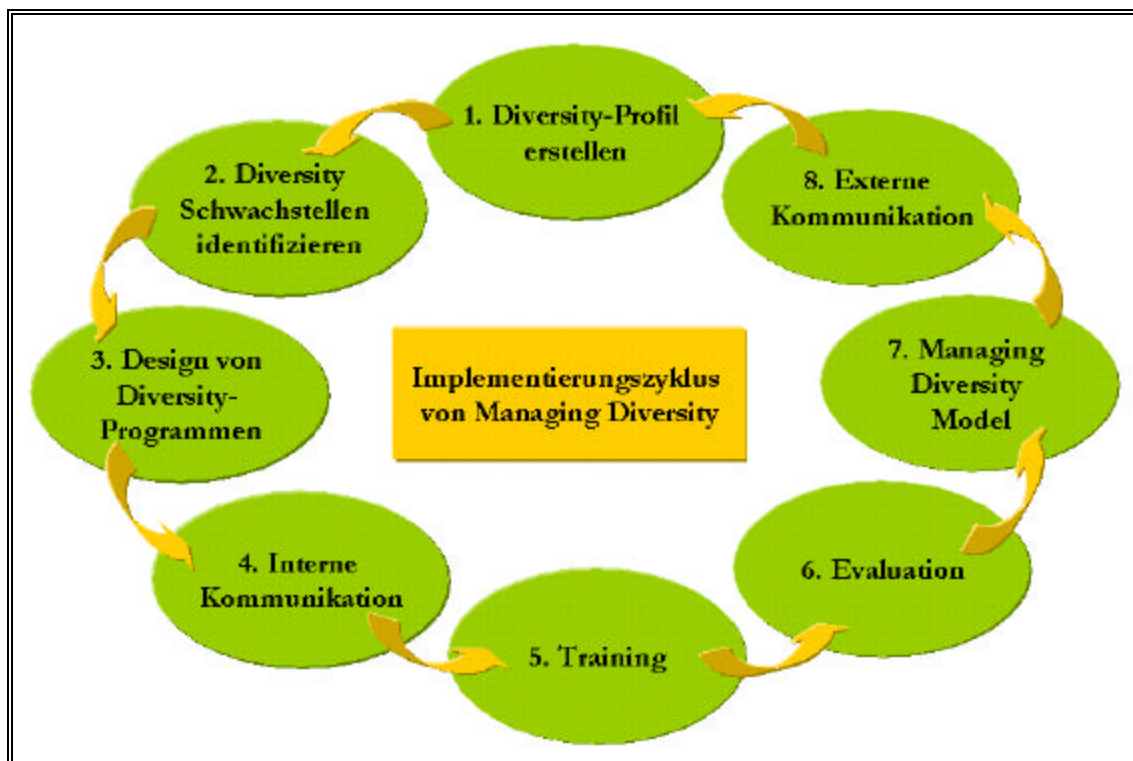 1. Diversity-Profil
erstellen
2. Diversity
Schwachstellen
identifizieren
3. Design von
Diversity-
Programmen
4. Interne
Kommunikation
5. Training
6. Evaluation
7. Managing
Diversity
Model
8. Externe
Kommunikation
Implementierungszyklus
von Managing Diversity